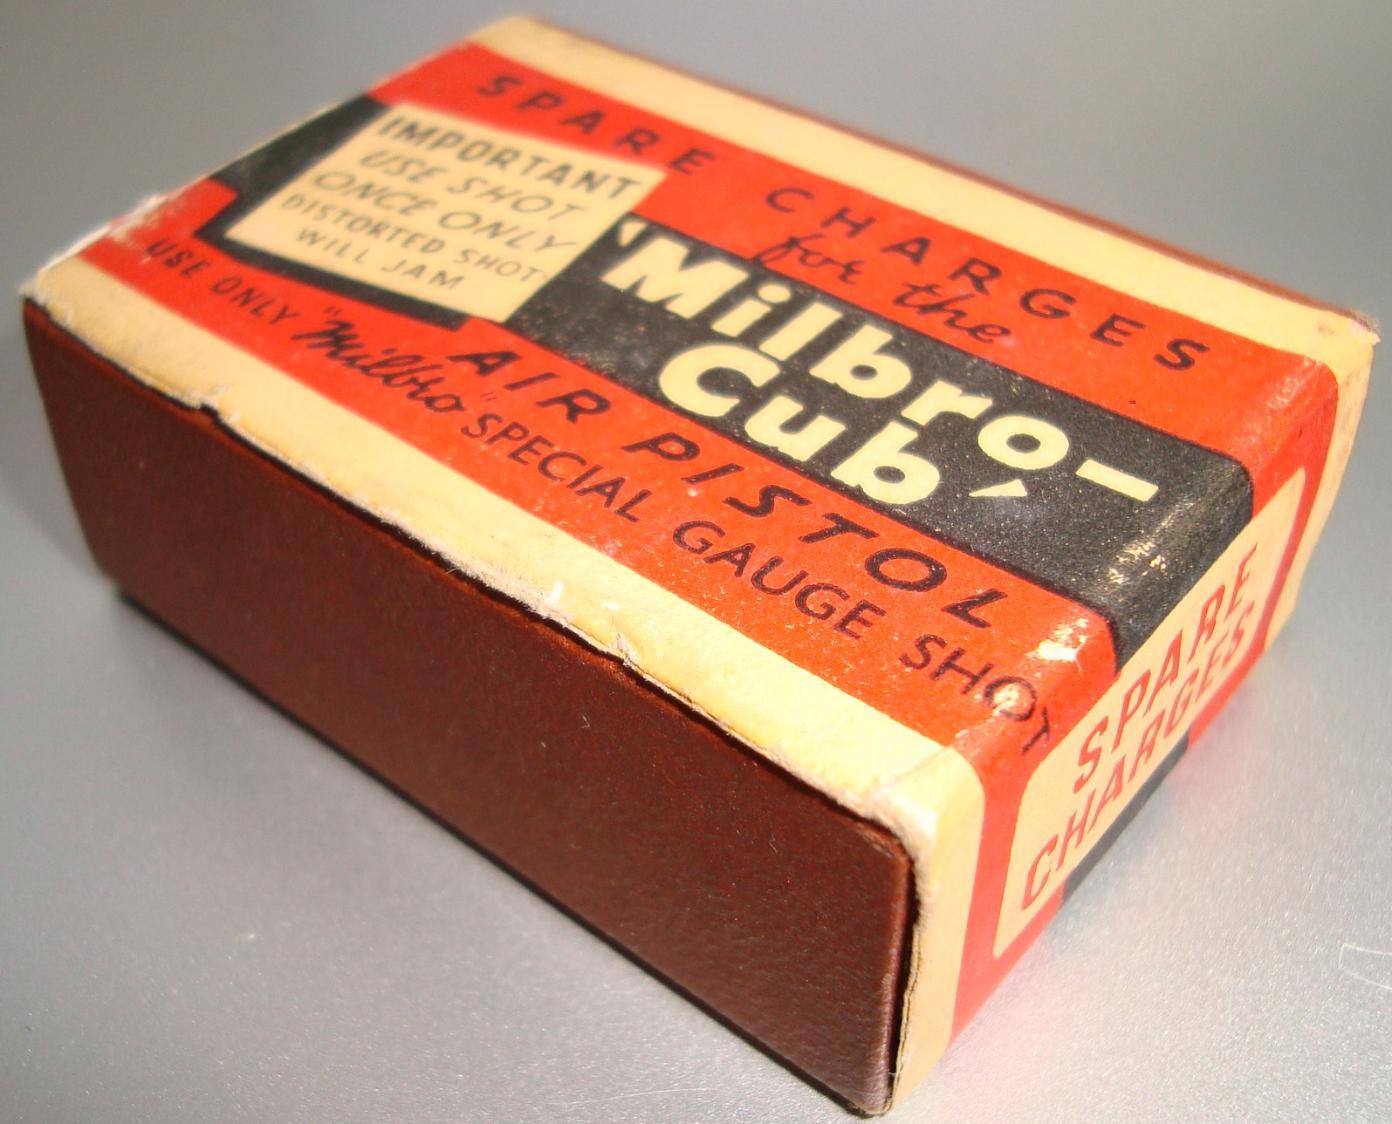 SPARE CHARGES
for the
'Milbro-
Cub'
AIR PISTOL
USE ONLY "Milbro" SPECIAL GAUGE SHOT
IMPORTANT
USE SHOT
ONCE ONLY
DISTORTED SHOTS
WILL JAM
SPARE
CHARGES